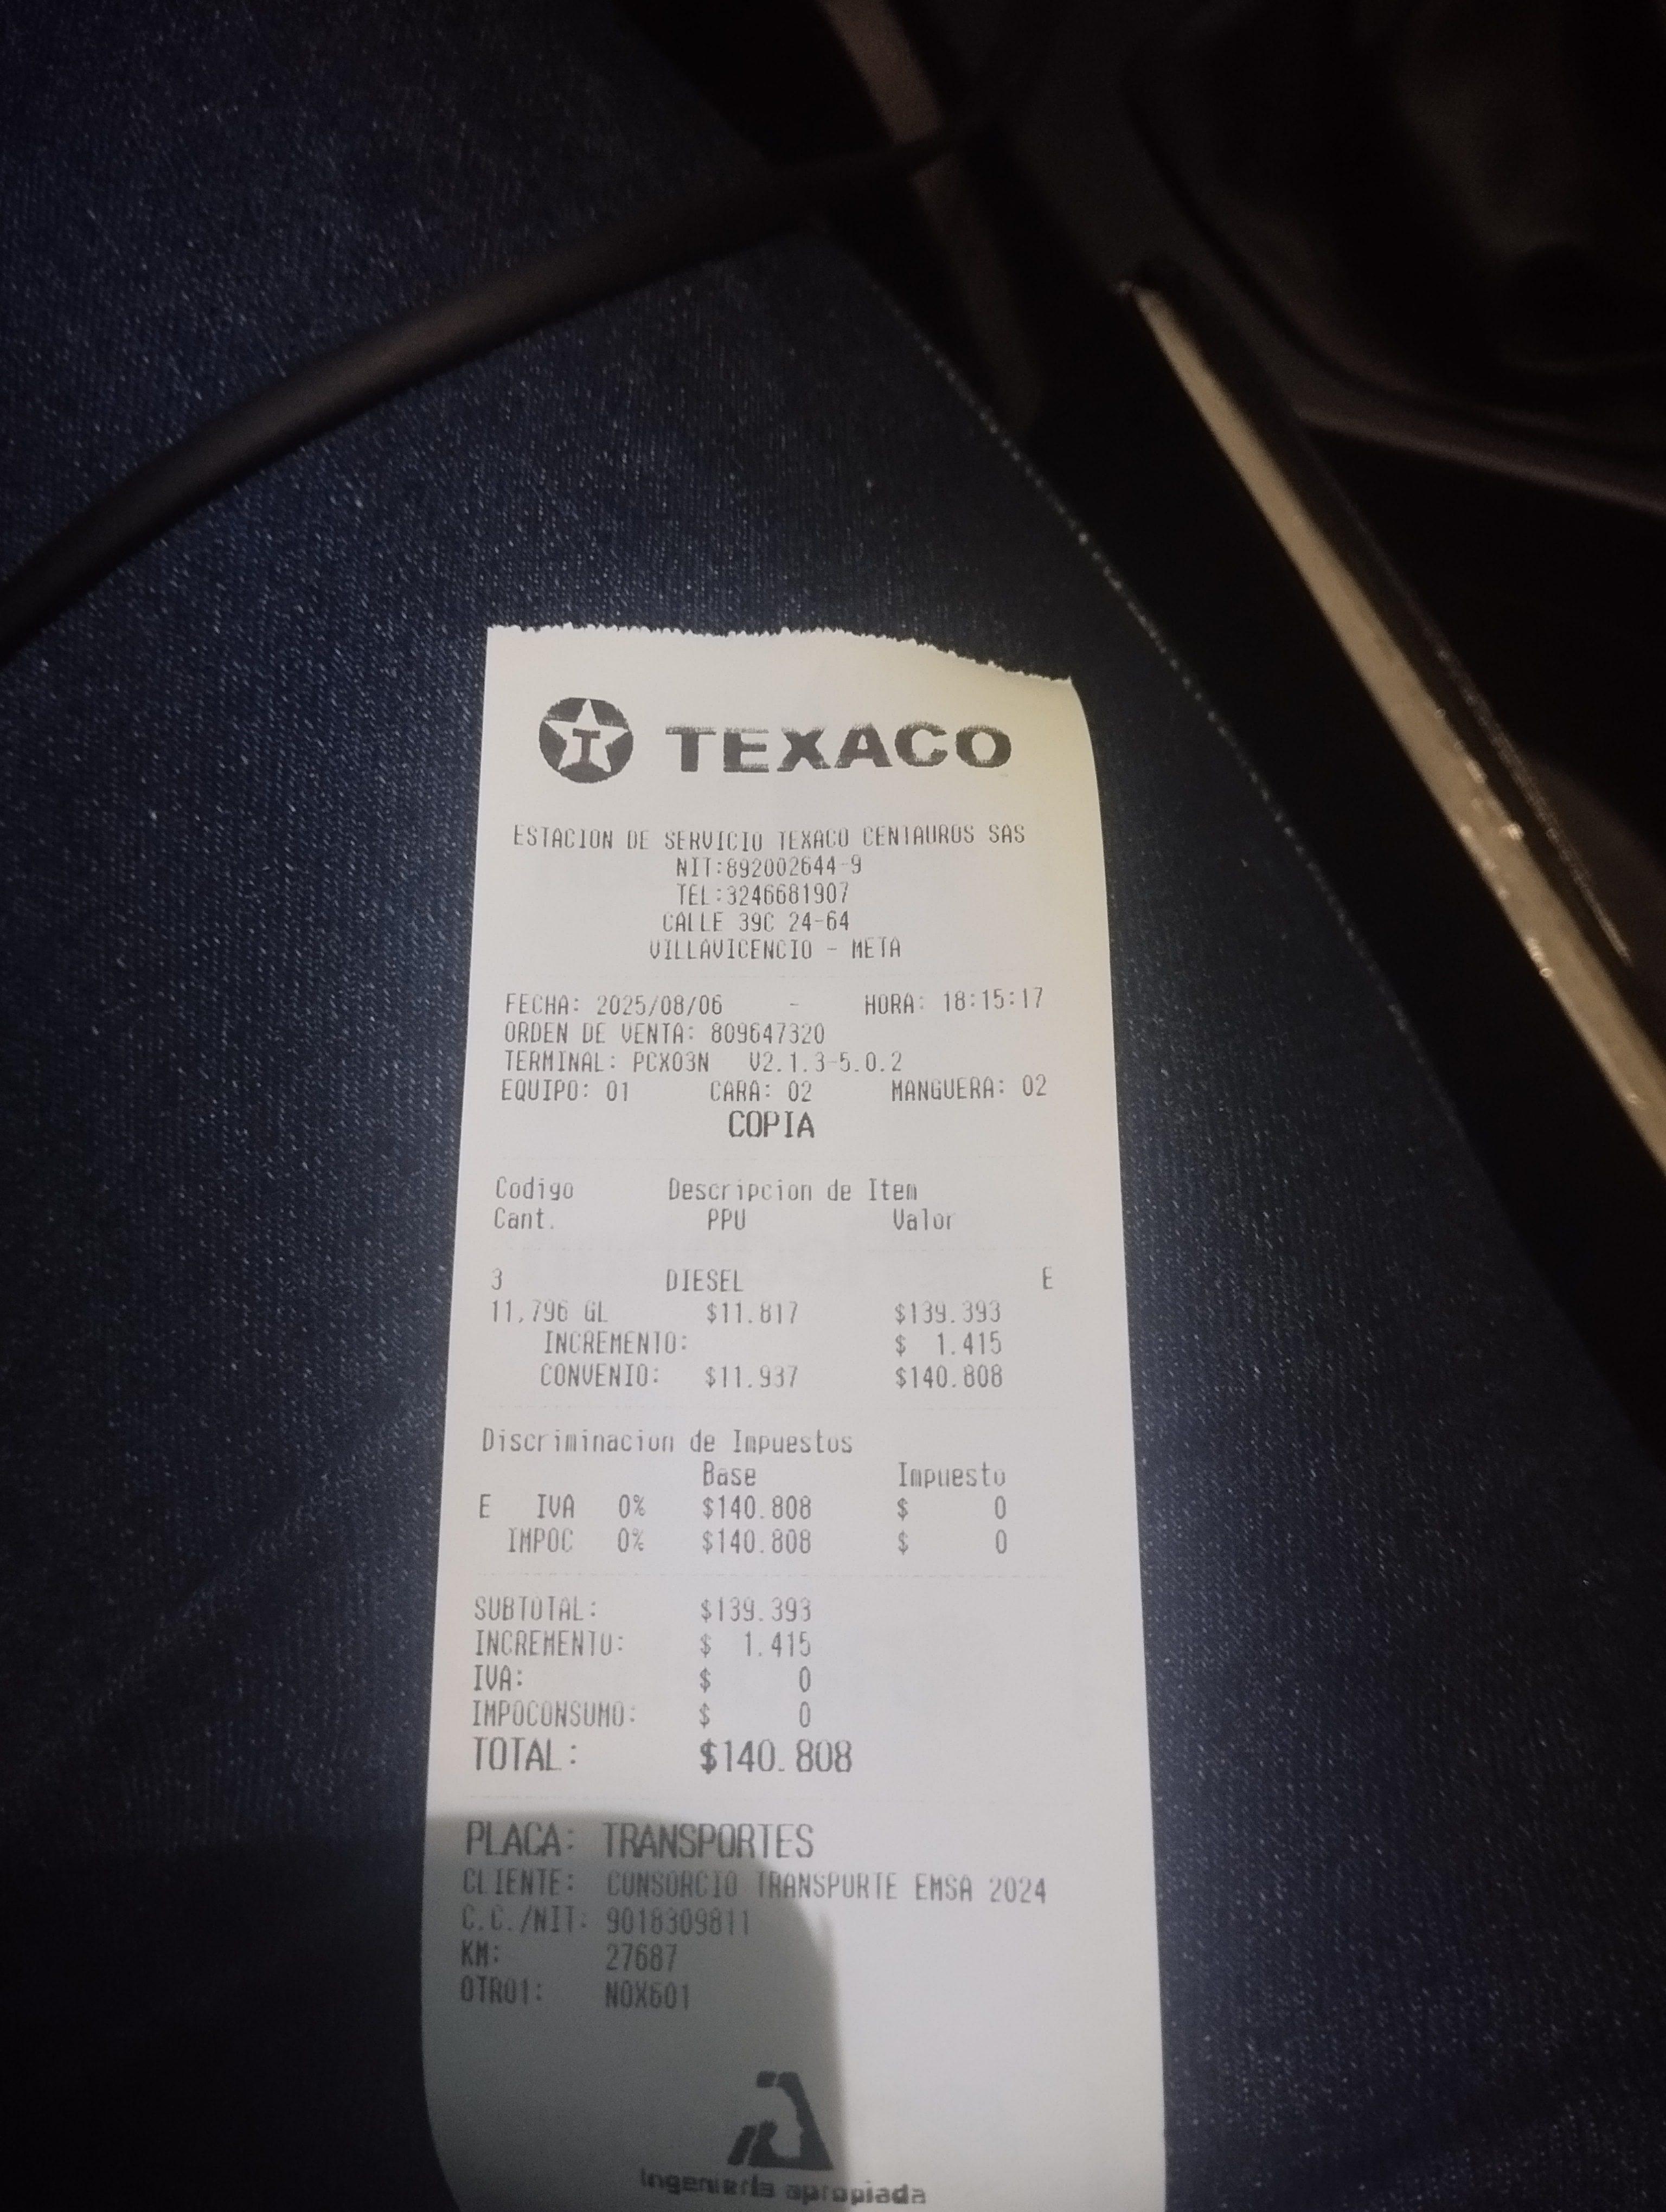 TEXACO
ESTACION DE SERVICIO TEXACO CENTAUROS SAS
NIT:892002644-9
TEL:3246681907
CALLE 39C 24-64
VILLAVICENCIO - META
FECHA: 2025/08/06 - HORA: 18:15:17
ORDEN DE VENTA: 809647320
TERMINAL: PCX03N V2.1.3-5.0.2
EQUIPO: 01 CARA: 02 MANGUERA: 02
COPIA
Codigo Descripcion de Item
Cant. PPU Valor
3 DIESEL E
11,796 GL $11.817 $139.393
INCREMENTO: $ 1.415
CONVENIO: $11.937 $140.808
Discriminacion de Impuestos
Base Impuesto
E IVA 0% $140.808 $ 0
IMPOC 0% $140.808 $ 0
SUBTOTAL: $139.393
INCREMENTO: $ 1.415
IVA: $ 0
IMPOCONSUMO: $ 0
TOTAL: $140.808
PLACA: TRANSPORTES
CLIENTE: CONSORCIO TRANSPORTE EMSA 2024
C.C./NIT: 9018309811
KM: 27687
OTRO1: NOX601
Ingeniería apropiada